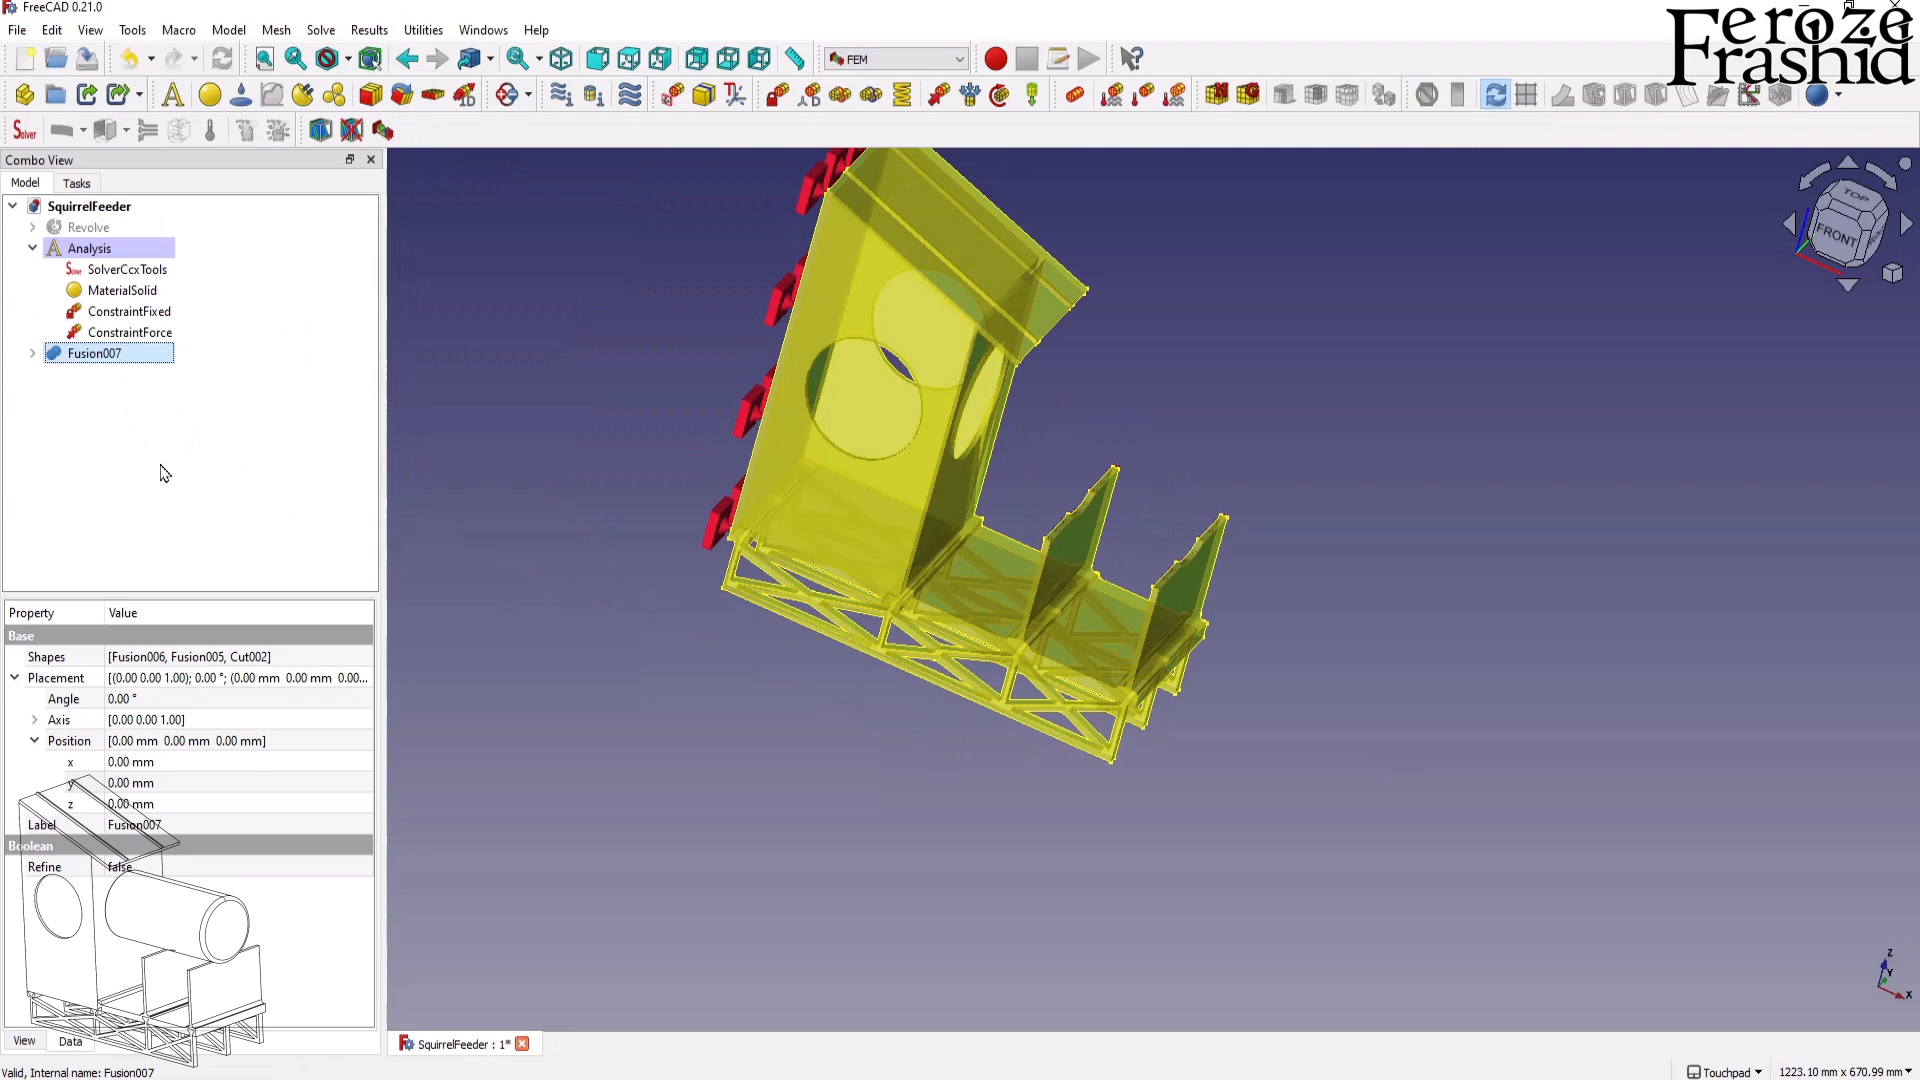 FreeCAD 0.21.0
File Edit View Tools Macro Model Mesh Solve Results Utilities Windows Help
Feroze
Frashid
FEM
Solver
Combo View
Model Tasks
SquirrelFeeder
Revolve
Analysis
SolverCcxTools
MaterialSolid
ConstraintFixed
ConstraintForce
Fusion007
TOP
FRONT
Property Value
Base
Shapes [Fusion006, Fusion005, Cut002]
Placement [(0.00 0.00 1.00); 0.00 °; (0.00 mm 0.00 mm 0.00...
Angle 0.00 °
Axis [0.00 0.00 1.00]
Position [0.00 mm 0.00 mm 0.00 mm]
x 0.00 mm
y 0.00 mm
z 0.00 mm
Label Fusion007
Boolean
Refine false
Z
Y
X
View Data
SquirrelFeeder : 1*
Valid, Internal name: Fusion007
Touchpad 1223.10 mm x 670.99 mm